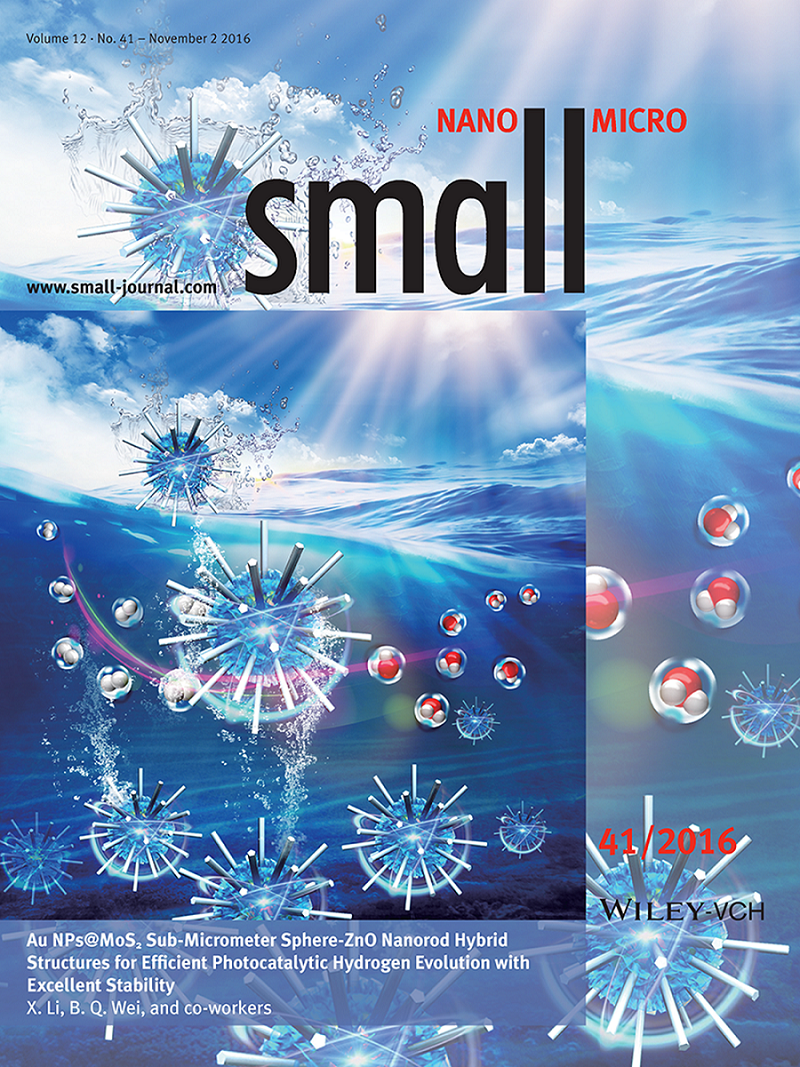 Volume 12 · No. 41 – November 2 2016
NANO MICRO
small
www.small-journal.com
41/2016
WILEY-VCH
Au NPs@MoS₂ Sub-Micrometer Sphere-ZnO Nanorod Hybrid
Structures for Efficient Photocatalytic Hydrogen Evolution with
Excellent Stability
X. Li, B. Q. Wei, and co-workers